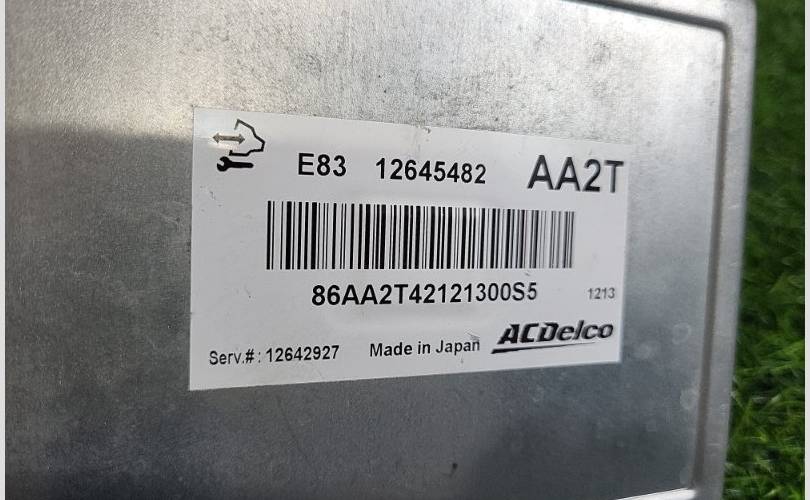 E83 12645482 AA2T
86AA2T42121300S5 1213
Serv.#: 12642927 Made in Japan ACDelco